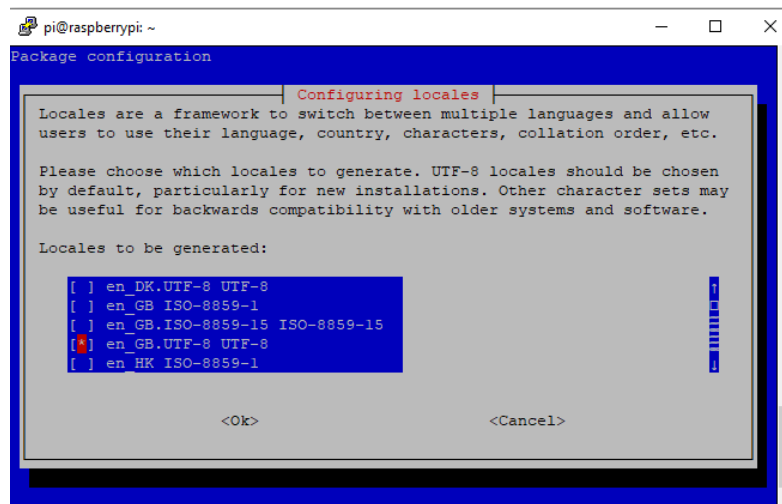 pi@raspberrypi: ~
Package configuration
Configuring locales
Locales are a framework to switch between multiple languages and allow
users to use their language, country, characters, collation order, etc.
Please choose which locales to generate. UTF-8 locales should be chosen
by default, particularly for new installations. Other character sets may
be useful for backwards compatibility with older systems and software.
Locales to be generated:
[ ] en_DK.UTF-8 UTF-8
[ ] en_GB ISO-8859-1
[ ] en_GB.ISO-8859-15 ISO-8859-15
[*] en_GB.UTF-8 UTF-8
[ ] en_HK ISO-8859-1
<Ok> <Cancel>